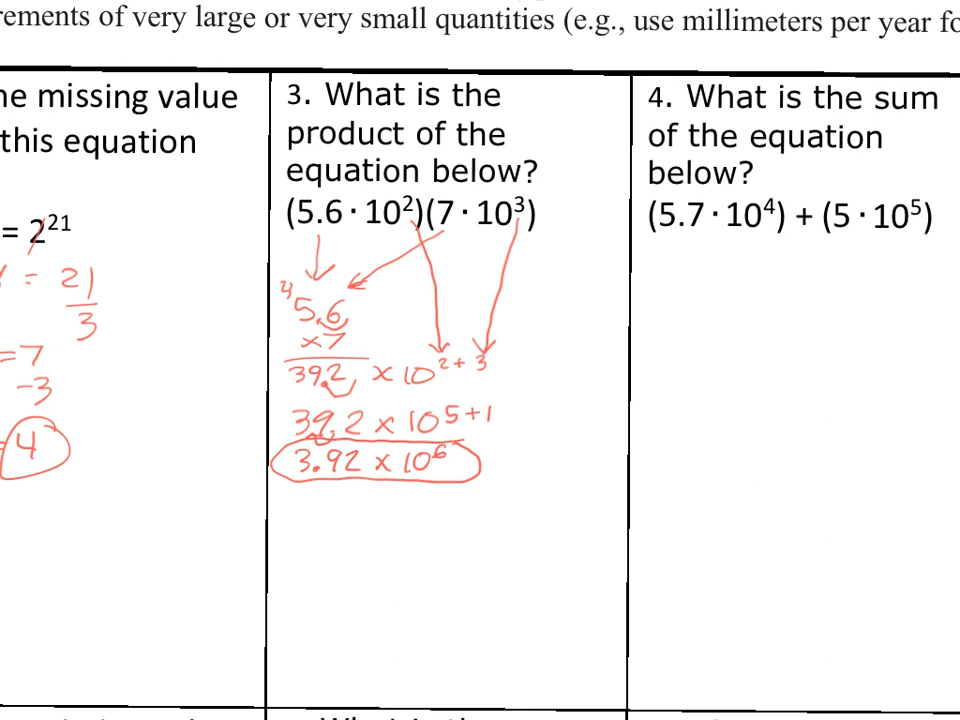 rements of very large or very small quantities (e.g., use millimeters per year fo
ne missing value
this equation
= 2²¹
= 21
3
=7
-3
4
3. What is the
product of the
equation below?
(5.6 · 10²)(7 · 10³)
4
5.6
x7
39.2, x 10²⁺³
39.2 x 10⁵⁺¹
3.92 x 10⁶
4. What is the sum
of the equation
below?
(5.7 · 10⁴) + (5 · 10⁵)